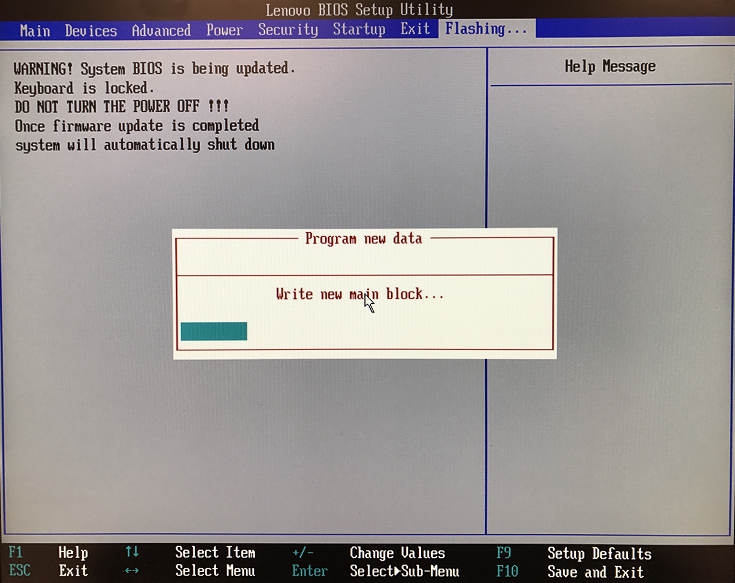 Lenovo BIOS Setup Utility
Main Devices Advanced Power Security Startup Exit Flashing...
WARNING! System BIOS is being updated.
Keyboard is locked.
DO NOT TURN THE POWER OFF !!!
Once firmware update is completed
system will automatically shut down
Help Message
Program new data
Write new main block...
F1 Help ↑↓ Select Item +/- Change Values F9 Setup Defaults
ESC Exit ↔ Select Menu Enter Select▶Sub-Menu F10 Save and Exit